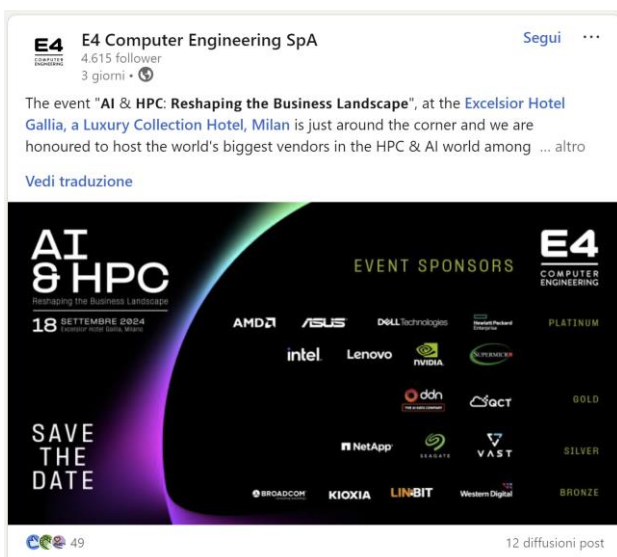 E4 Computer Engineering SpA
Segui
4.615 follower
3 giorni •
The event "AI & HPC: Reshaping the Business Landscape", at the Excelsior Hotel
Gallia, a Luxury Collection Hotel, Milan is just around the corner and we are
honoured to host the world's biggest vendors in the HPC & AI world among ... altro
Vedi traduzione
AI
& HPC
Reshaping the Business Landscape
18 SETTEMBRE 2024
Excelsior Hotel Gallia, Milano
SAVE
THE
DATE
EVENT SPONSORS
E4
COMPUTER
ENGINEERING
AMD ASUS DELL Technologies Hewlett Packard Enterprise PLATINUM
intel Lenovo NVIDIA SUPERMICRO
ddn QCT GOLD
NetApp SEAGATE VAST SILVER
BROADCOM KIOXIA LINBIT Western Digital BRONZE
49
12 diffusioni post